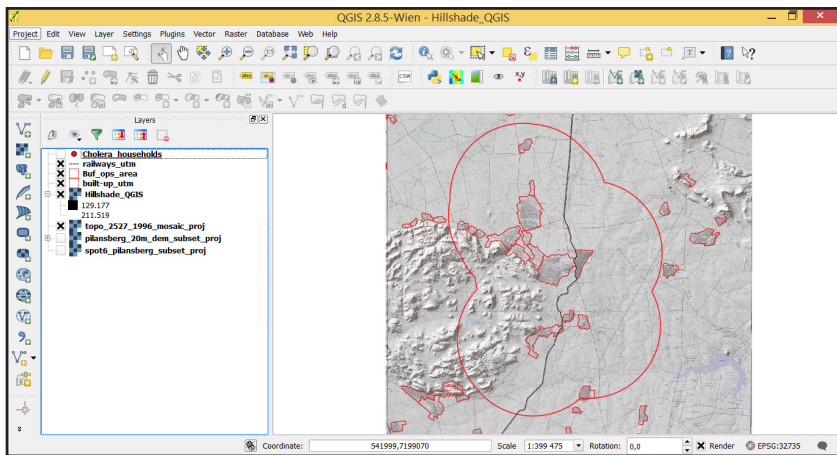 QGIS 2.8.5-Wien - Hillshade_QGIS
Project Edit View Layer Settings Plugins Vector Raster Database Web Help
CSW
x,y
Layers
Cholera_households
railways_utm
Buf_ops_area
built-up_utm
Hillshade_QGIS
129.177
211.519
topo_2527_1996_mosaic_proj
pilansberg_20m_dem_subset_proj
spot6_pilansberg_subset_proj
Coordinate: 541999,7199070 Scale 1:399 475 Rotation: 0,0 Render EPSG:32735